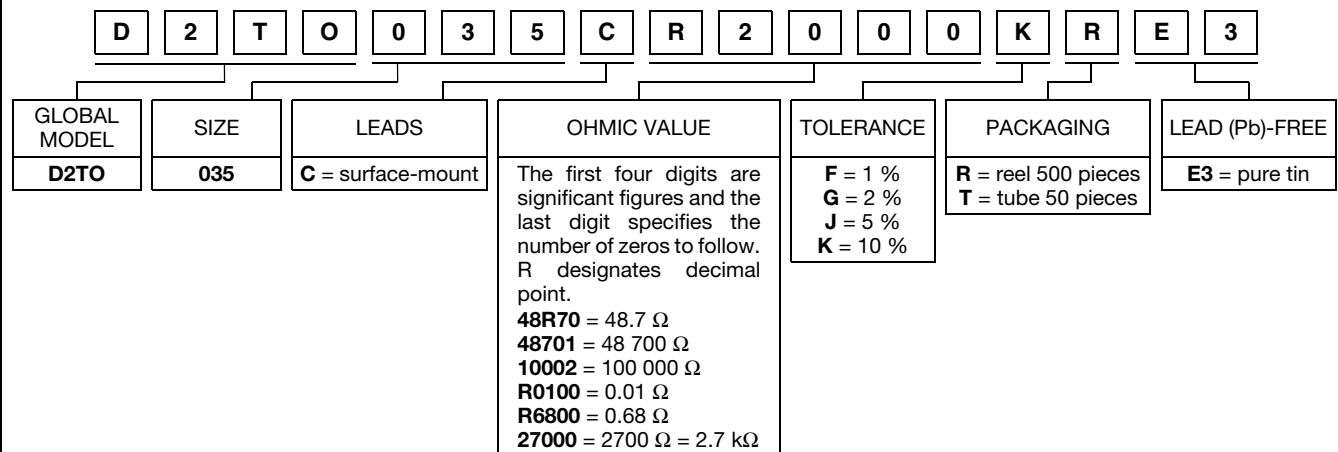 D 2 T O 0 3 5 C R 2 0 0 0 K R E 3
GLOBAL
MODEL
D2TO
SIZE
035
LEADS
C = surface-mount
OHMIC VALUE
The first four digits are
significant figures and the
last digit specifies the
number of zeros to follow.
R designates decimal
point.
48R70 = 48.7 Ω
48701 = 48 700 Ω
10002 = 100 000 Ω
R0100 = 0.01 Ω
R6800 = 0.68 Ω
27000 = 2700 Ω = 2.7 kΩ
TOLERANCE
F = 1 %
G = 2 %
J = 5 %
K = 10 %
PACKAGING
R = reel 500 pieces
T = tube 50 pieces
LEAD (Pb)-FREE
E3 = pure tin